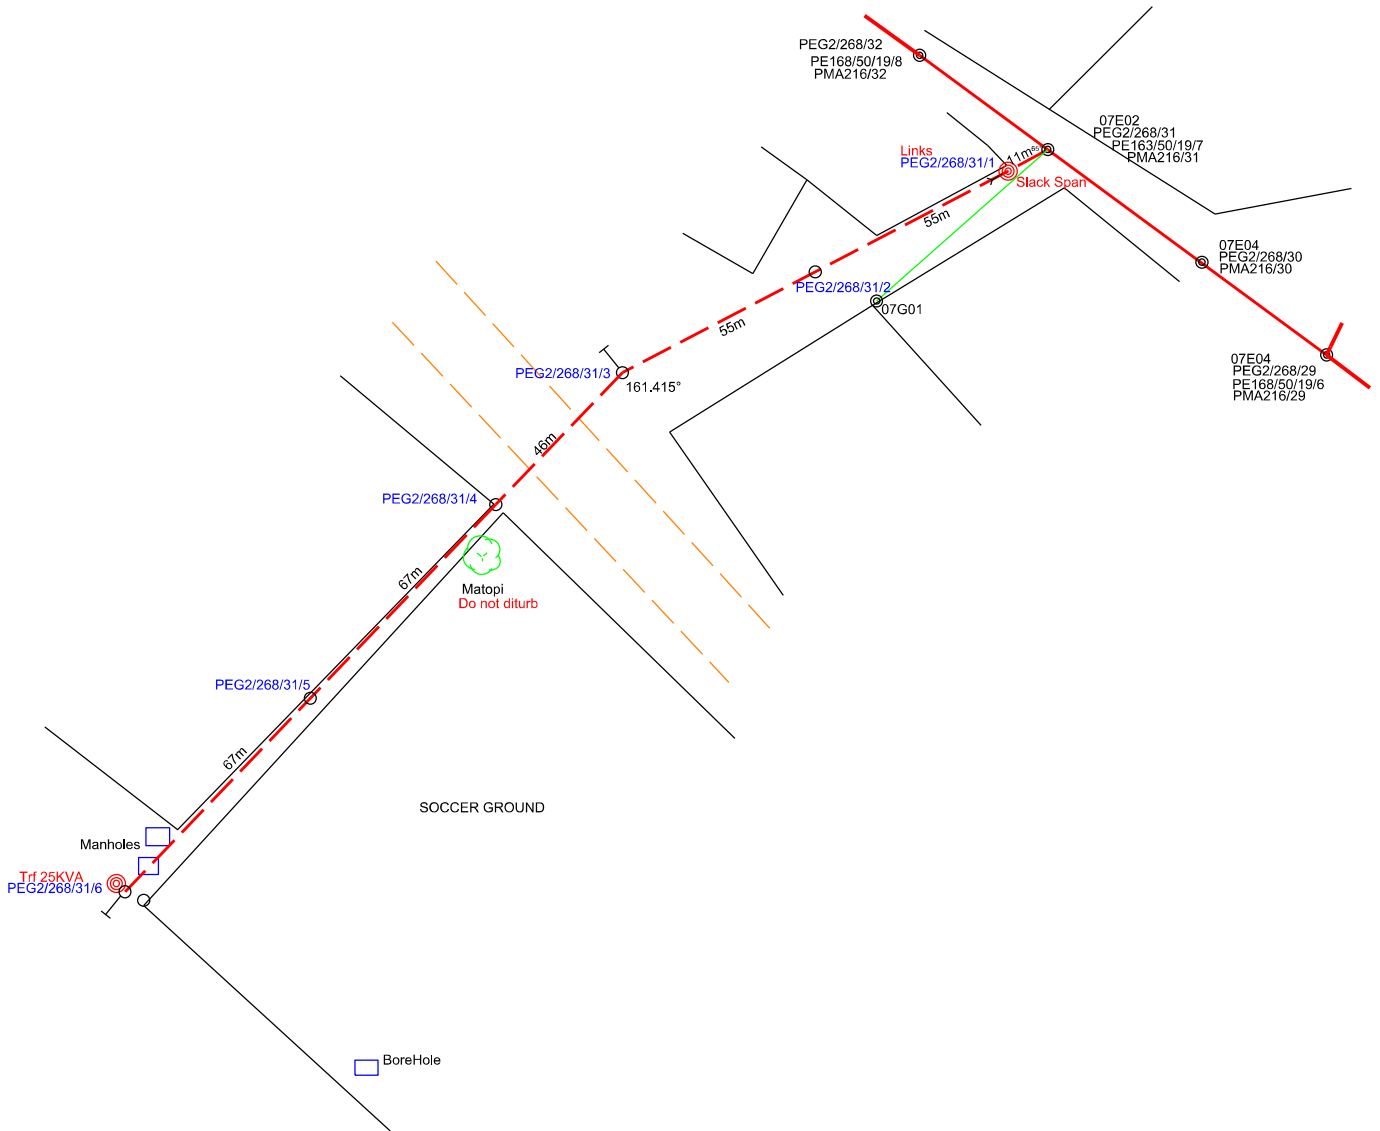 PEG2/268/32
PE168/50/19/8
PMA216/32
07E02
PEG2/268/31
PE163/50/19/7
PMA216/31
Links
PEG2/268/31/1
11m
Slack Span
55m
07E04
PEG2/268/30
PMA216/30
PEG2/268/31/2
07G01
55m
07E04
PEG2/268/29
PE168/50/19/6
PMA216/29
PEG2/268/31/3
161.415°
46m
PEG2/268/31/4
67m
Matopi
Do not diturb
PEG2/268/31/5
67m
SOCCER GROUND
Manholes
Trf 25KVA
PEG2/268/31/6
BoreHole